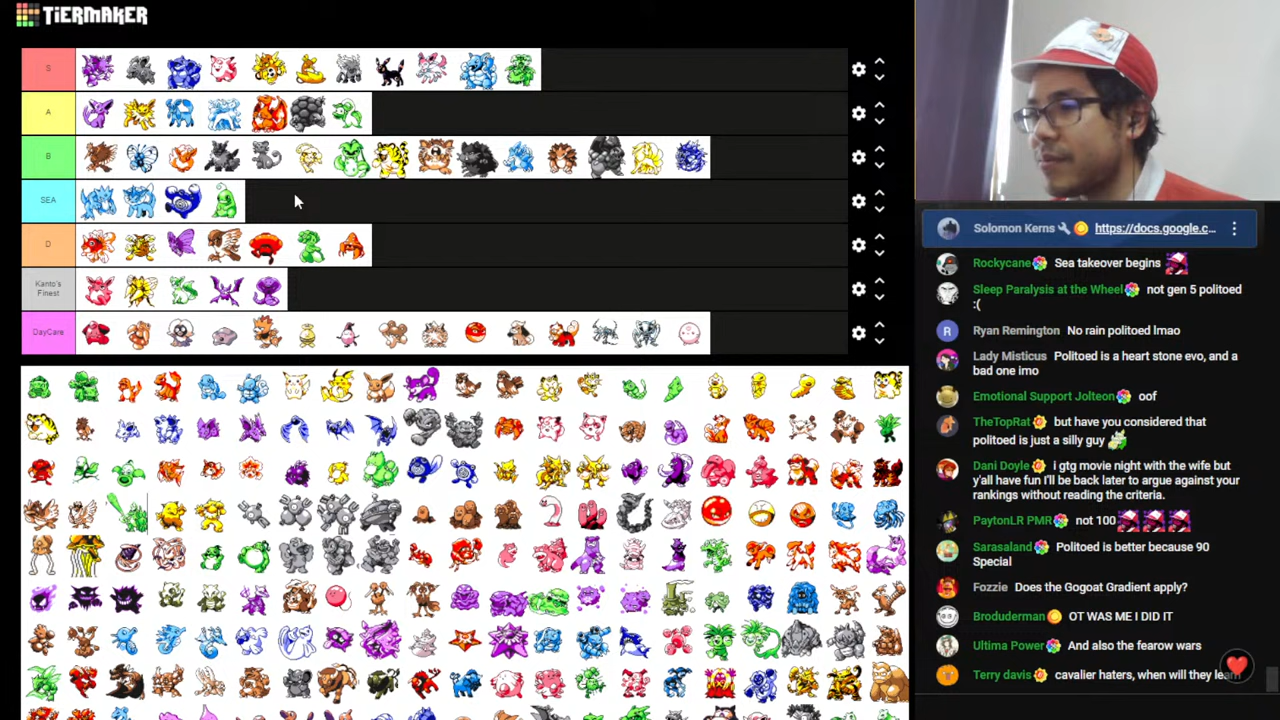 TiERMAKER
S
A
B
SEA
D
Kanto's
Finest
DayCare
Solomon Kerns https://docs.google.c...
Rockycane Sea takeover begins
Sleep Paralysis at the Wheel not gen 5 politoed
:(
Ryan Remington No rain politoed lmao
Lady Misticus Politoed is a heart stone evo, and a
bad one imo
Emotional Support Jolteon oof
TheTopRat but have you considered that
politoed is just a silly guy
Dani Doyle i gtg movie night with the wife but
y'all have fun I'll be back later to argue against your
rankings without reading the criteria.
PaytonLR PMR not 100
Sarasaland Politoed is better because 90
Special
Fozzie Does the Gogoat Gradient apply?
Broduderman OT WAS ME I DID IT
Ultima Power And also the fearow wars
Terry davis cavalier haters, when will they learn